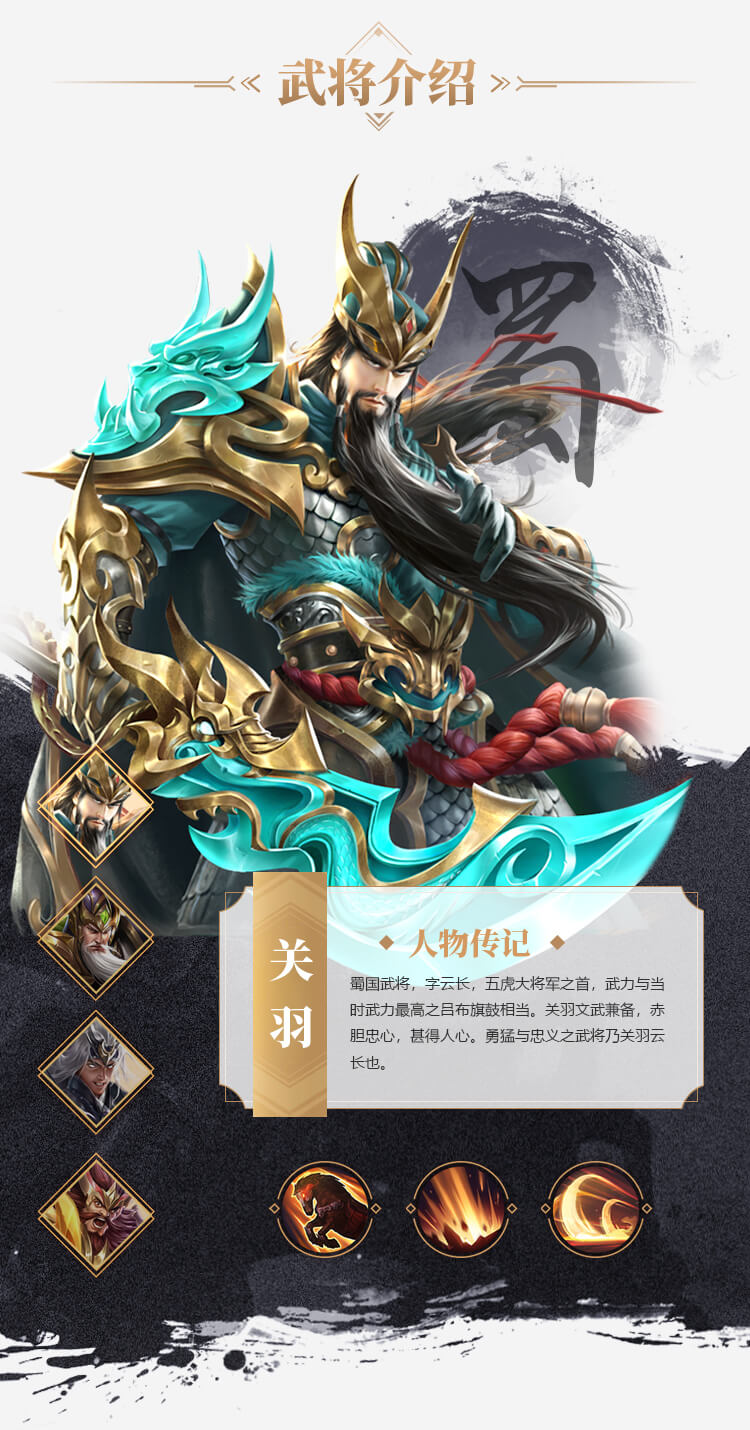 武将介绍
蜀
关羽
人物传记
蜀国武将，字云长，五虎大将军之首，武力与当
时武力最高之吕布旗鼓相当。关羽文武兼备，赤
胆忠心，甚得人心。勇猛与忠义之武将乃关羽云
长也。